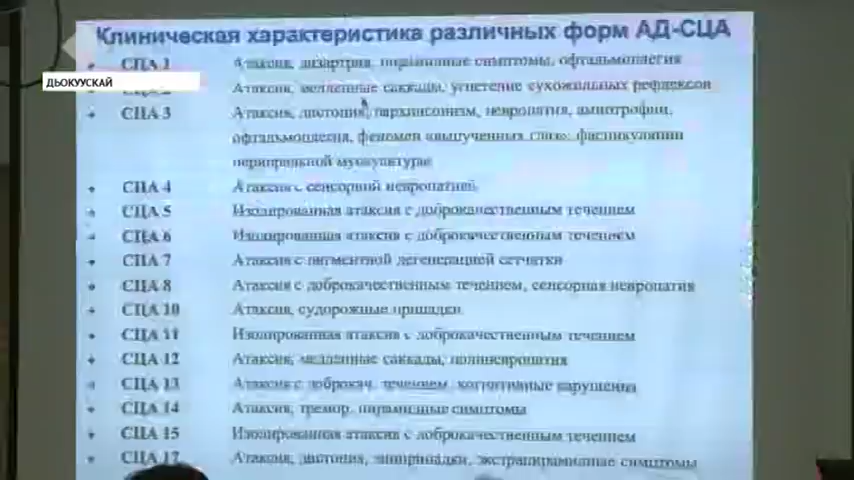 Клиническая характеристика различных форм АД-СЦА
СЦА 1 Атаксия, дизартрия, пирамидные симптомы, офтальмоплегия
ДЬОКУУСКАЙ
Атаксия, медленные саккады, угнетение сухожильных рефлексов
СЦА 3 Атаксия, дистония, паркинсонизм, невропатия, амиотрофии,
офтальмоплегия, феномен «выпученных глаз», фасцикуляции
периоральной мускулатуры
СЦА 4 Атаксия с сенсорной невропатией
СЦА 5 Изолированная атаксия с доброкачественным течением
СЦА 6 Изолированная атаксия с доброкачественным течением
СЦА 7 Атаксия с пигментной дегенерацией сетчатки
СЦА 8 Атаксия с доброкачественным течением, сенсорная невропатия
СЦА 10 Атаксия, судорожные припадки
СЦА 11 Изолированная атаксия с доброкачественным течением
СЦА 12 Атаксия, медленные саккады, полиневропатия
СЦА 13 Атаксия с доброкач. течением, когнитивные нарушения
СЦА 14 Атаксия, тремор, пирамидные симптомы
СЦА 15 Изолированная атаксия с доброкачественным течением
СЦА 17 Атаксия, дистония, эпиприпадки, экстрапирамидные симптомы